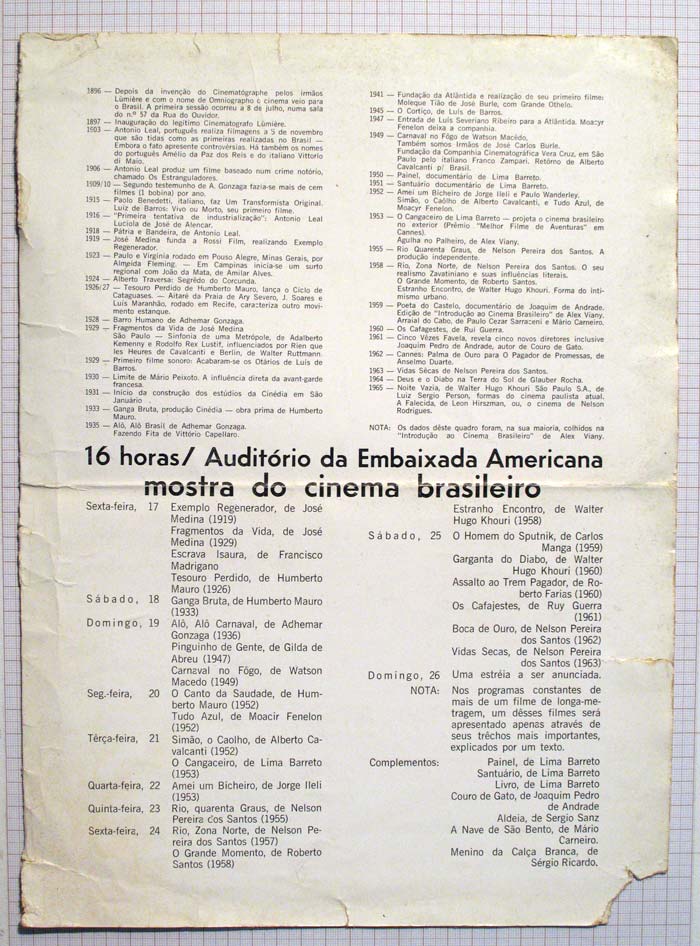 1896 — Depois da invenção do Cinematógraphe pelos irmãos
Lúmière e com o nome de Omniographo o cinema veio para
o Brasil. A primeira sessão ocorreu a 8 de julho, numa sala
do n.º 57 da Rua do Ouvidor.
1897 — Inauguração do legítimo Cinematografo Lúmière.
1903 — Antonio Leal, português realiza filmagens a 5 de novembro
que são tidas como as primeiras realizadas no Brasil —
Embora o fato apresente controvérsias. Há também os nomes
do português Amélio da Paz dos Reis e do italiano Vittorio
di Maio.
1906 — Antonio Leal produz um filme baseado num crime notório,
chamado Os Estranguladores.
1909/10 — Segundo testemunho de A. Gonzaga fazia-se mais de cem
filmes (1 bobina) por ano.
1915 — Paolo Benedetti, italiano, faz Um Transformista Original.
Luiz de Barros: Vivo ou Morto, seu primeiro filme.
1916 — "Primeira tentativa de industrialização": Antonio Leal
Lucíola de José de Alencar.
1918 — Pátria e Bandeira, de Antonio Leal.
1919 — José Medina funda a Rossi Film, realizando Exemplo
Regenerador.
1923 — Paulo e Virgínia rodado em Pouso Alegre, Minas Gerais, por
Almeida Fleming. — Em Campinas inicia-se um surto
regional com João da Mata, de Amilar Alves.
1924 — Alberto Traversa: Segrêdo do Corcunda.
1926/27 — Tesouro Perdido de Humberto Mauro, lança o Ciclo de
Cataguases. — Aitaré da Praia de Ary Severo, J. Soares e
Luís Maranhão, rodado em Recife, caracteriza outro movi-
mento estanque.
1928 — Barro Humano de Adhemar Gonzaga.
1929 — Fragmentos da Vida de José Medina
São Paulo — Sinfonia de uma Metrópole, de Adalberto
Kemenny e Rodolfo Rex Lustif, influenciados por Rien que
les Heures de Cavalcanti e Berlin, de Walter Ruttmann.
1929 — Primeiro filme sonoro: Acabaram-se os Otários de Luís de
Barros.
1930 — Limite de Mário Peixoto. A influência direta da avant-garde
francesa.
1931 — Início da construção dos estúdios da Cinédia em São
Januário .
1933 — Ganga Bruta, produção Cinédia — obra prima de Humberto
Mauro.
1935 — Alô, Alô Brasil de Adhemar Gonzaga.
Fazendo Fita de Vittório Capellaro.
1941 — Fundação da Atlântida e realização de seu primeiro filme:
Moleque Tião de José Burle, com Grande Othelo.
1945 — O Cortiço, de Luís de Barros.
1947 — Entrada de Luís Severiano Ribeiro para a Atlântida. Moacyr
Fenelon deixa a companhia.
1949 — Carnaval no Fôgo de Watson Macêdo,
Tambem somos Irmãos de José Carlos Burle.
Fundação da Companhia Cinematográfica Vera Cruz, em São
Paulo pelo italiano Franco Zampari. Retôrno de Alberto
Cavalcanti p/ Brasil.
1950 — Painel, documentário de Lima Barreto.
1951 — Santuário documentário de Lima Barreto.
1952 — Amei um Bicheiro de Jorge Ileli e Paulo Wanderley.
Simão, o Caôlho de Alberto Cavalcanti, e Tudo Azul, de
Moacyr Fenelon.
1953 — O Cangaceiro de Lima Barreto — projeta o cinema brasileiro
no exterior (Prêmio "Melhor Filme de Aventuras" em
Cannes).
Agulha no Palheiro, de Alex Viany.
1955 — Rio Quarenta Graus, de Nelson Pereira dos Santos. A
produção independente.
1958 — Rio, Zona Norte, de Nelson Pereira dos Santos. O seu
realismo Zavatiniano e suas influências literais.
O Grande Momento, de Roberto Santos.
Estranho Encontro, de Walter Hugo Khouri. Forma do inti-
mismo urbano.
1959 — Poeta do Castelo, documentário de Joaquim de Andrade.
Edição de "Introdução ao Cinema Brasileiro" de Alex Viany.
Arraial do Cabo, de Paulo Cezar Sarraceni e Mário Carneiro.
1960 — Os Cafagestes, de Rui Guerra.
1961 — Cinco Vêzes Favela, revela cinco novos diretores inclusive
Joaquim Pedro de Andrade, autor de Couro de Gato.
1962 — Cannes: Palma de Ouro para O Pagador de Promessas, de
Anselmo Duarte.
1963 — Vidas Sêcas de Nelson Pereira dos Santos.
1964 — Deus e o Diabo na Terra do Sol de Glauber Rocha.
1965 — Noite Vazia, de Walter Hugo Khouri São Paulo S.A., de
Luiz Sergio Person, formas do cinema paulista atual.
A Falecida, de Leon Hirszman, ou, o cinema de Nelson
Rodrigues.
NOTA: Os dados dêste quadro foram, na sua maioria, colhidos na
"Introdução ao Cinema Brasileiro" de Alex Viany.
16 horas/ Auditório da Embaixada Americana
mostra do cinema brasileiro
Sexta-feira, 17 Exemplo Regenerador, de José
Medina (1919)
Fragmentos da Vida, de José
Medina (1929)
Escrava Isaura, de Francisco
Madrigano
Tesouro Perdido, de Humberto
Mauro (1926)
Sábado, 18 Ganga Bruta, de Humberto Mauro
(1933)
Domingo, 19 Alô, Alô Carnaval, de Adhemar
Gonzaga (1936)
Pinguinho de Gente, de Gilda de
Abreu (1947)
Carnaval no Fôgo, de Watson
Macedo (1949)
Seg.-feira, 20 O Canto da Saudade, de Hum-
berto Mauro (1952)
Tudo Azul, de Moacir Fenelon
(1952)
Têrça-feira, 21 Simão, o Caolho, de Alberto Ca-
valcanti (1952)
O Cangaceiro, de Lima Barreto
(1953)
Quarta-feira, 22 Amei um Bicheiro, de Jorge Ileli
(1953)
Quinta-feira, 23 Rio, quarenta Graus, de Nelson
Pereira dos Santos (1955)
Sexta-feira, 24 Rio, Zona Norte, de Nelson Pe-
reira dos Santos (1957)
O Grande Momento, de Roberto
Santos (1958)
Estranho Encontro, de Walter
Hugo Khouri (1958)
Sábado, 25 O Homem do Sputnik, de Carlos
Manga (1959)
Garganta do Diabo, de Walter
Hugo Khouri (1960)
Assalto ao Trem Pagador, de Ro-
berto Farias (1960)
Os Cafajestes, de Ruy Guerra
(1961)
Boca de Ouro, de Nelson Pereira
dos Santos (1962)
Vidas Secas, de Nelson Pereira
dos Santos (1963)
Domingo, 26 Uma estréia a ser anunciada.
NOTA: Nos programas constantes de
mais de um filme de longa-me-
tragem, um dêsses filmes será
apresentado apenas através de
seus trêchos mais importantes,
explicados por um texto.
Complementos: Painel, de Lima Barreto
Santuário, de Lima Barreto
Livro, de Lima Barreto
Couro de Gato, de Joaquim Pedro
de Andrade
Aldeia, de Sergio Sanz
A Nave de São Bento, de Mário
Carneiro.
Menino da Calça Branca, de
Sérgio Ricardo.